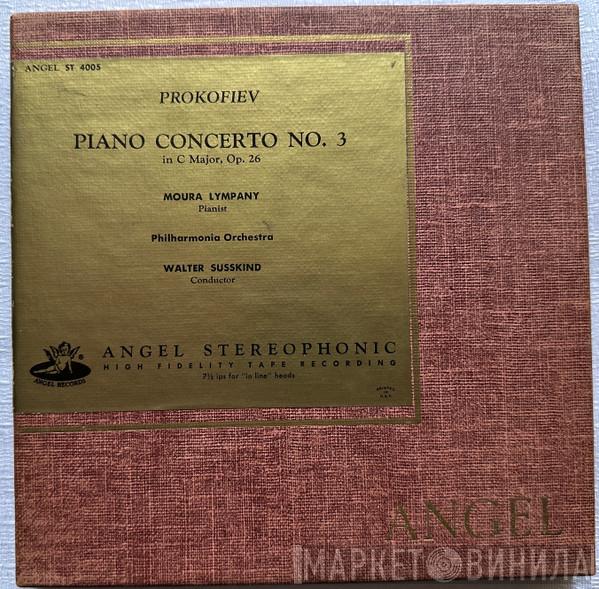 ANGEL ST 4005
PROKOFIEV
PIANO CONCERTO NO. 3
in C Major, Op. 26
MOURA LYMPANY
Pianist
Philharmonia Orchestra
WALTER SUSSKIND
Conductor
ANGEL RECORDS
®
ANGEL STEREOPHONIC
HIGH FIDELITY TAPE RECORDING
7½ ips for "in line" heads
PRINTED
IN
U.S.A.
ANGEL
МАРКЕТ ВИНИЛА